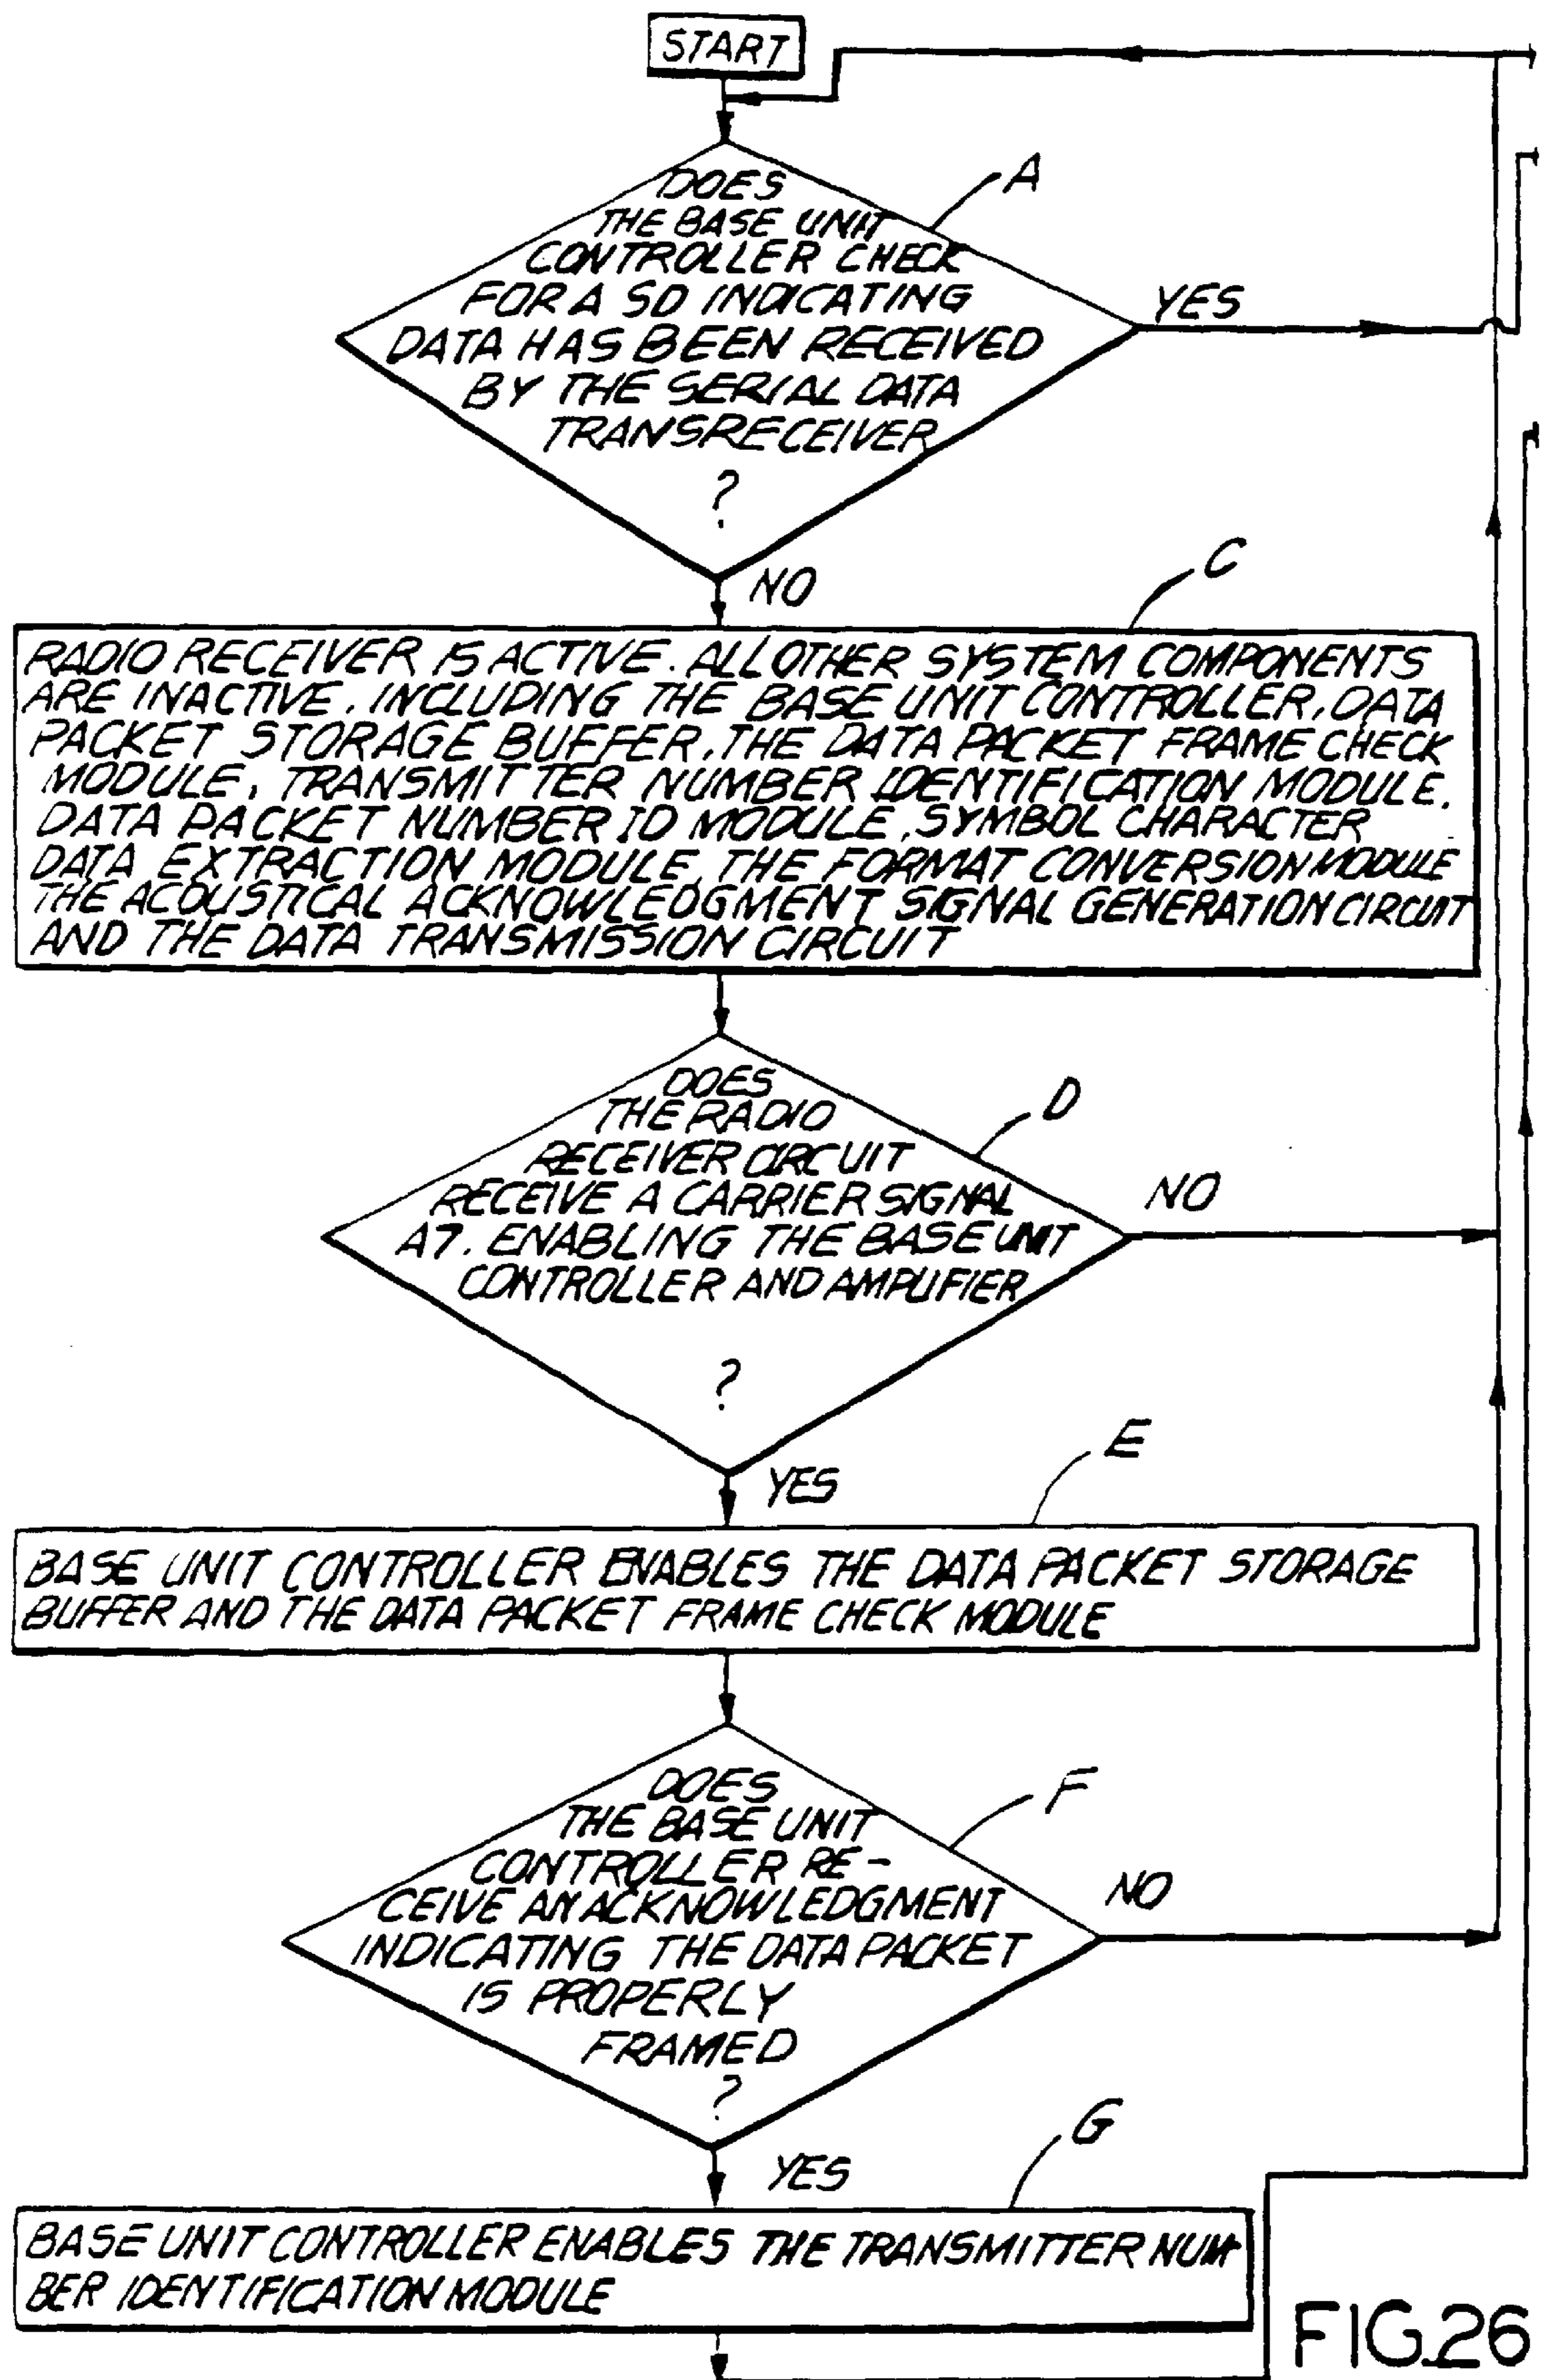 START
A
DOES
THE BASE UNIT
CONTROLLER CHECK
FOR A SD INDICATING
DATA HAS BEEN RECEIVED
BY THE SERIAL DATA
TRANSRECEIVER
?
YES
NO
C
RADIO RECEIVER IS ACTIVE. ALL OTHER SYSTEM COMPONENTS
ARE INACTIVE, INCLUDING THE BASE UNIT CONTROLLER, DATA
PACKET STORAGE BUFFER, THE DATA PACKET FRAME CHECK
MODULE, TRANSMITTER NUMBER IDENTIFICATION MODULE,
DATA PACKET NUMBER ID MODULE, SYMBOL CHARACTER
DATA EXTRACTION MODULE, THE FORMAT CONVERSION MODULE
THE ACOUSTICAL ACKNOWLEDGMENT SIGNAL GENERATION CIRCUIT
AND THE DATA TRANSMISSION CIRCUIT
D
DOES
THE RADIO
RECEIVER CIRCUIT
RECEIVE A CARRIER SIGNAL
A7. ENABLING THE BASE UNIT
CONTROLLER AND AMPLIFIER
?
NO
YES
E
BASE UNIT CONTROLLER ENABLES THE DATA PACKET STORAGE
BUFFER AND THE DATA PACKET FRAME CHECK MODULE
F
DOES
THE BASE UNIT
CONTROLLER RE-
CEIVE AN ACKNOWLEDGMENT
INDICATING THE DATA PACKET
IS PROPERLY
FRAMED
?
NO
YES
G
BASE UNIT CONTROLLER ENABLES THE TRANSMITTER NUM-
BER IDENTIFICATION MODULE
FIG.26